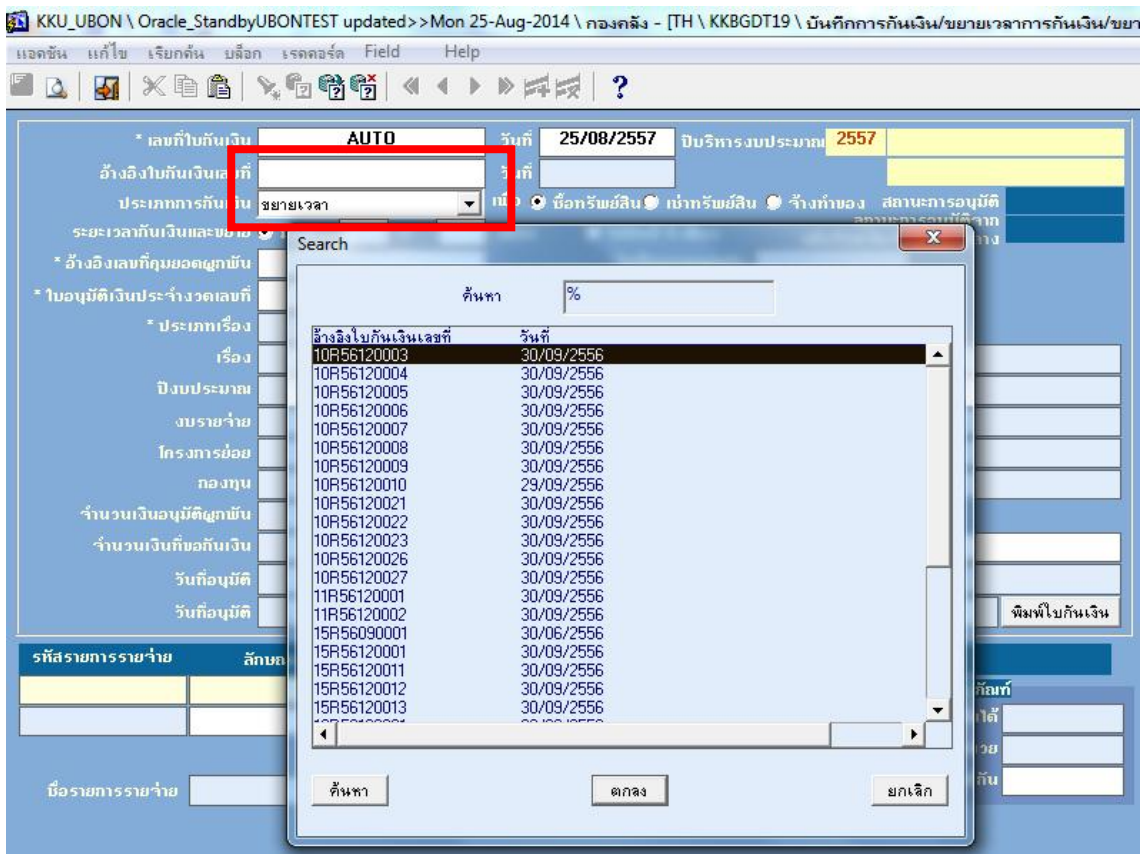 KKU_UBON \ Oracle_StandbyUBONTEST updated>>Mon 25-Aug-2014 \ กองคลัง - [TH \ KKBGDT19 \ บันทึกการกันเงิน/ขยายเวลาการกันเงิน/ขยา
แอคชัน แก้ไข เรียกค้น บล็อก เรคคอร์ด Field Help
* เลขที่ใบกันเงิน AUTO วันที่ 25/08/2557 ปีบริหารงบประมาณ 2557
อ้างอิงใบกันเงินเลขที่ วันที่
ประเภทการกันเงิน ขยายเวลา เพื่อ ซื้อทรัพย์สิน เช่าทรัพย์สิน จ้างทำของ สถานะการอนุมัติ
ระยะเวลากันเงินและขยาย
* อ้างอิงเลขที่คุมยอดผูกพัน
* ใบอนุมัติเงินประจำงวดเลขที่
* ประเภทเรื่อง
เรื่อง
ปีงบประมาณ
งบรายจ่าย
โครงการย่อย
กองทุน
จำนวนเงินอนุมัติผูกพัน
จำนวนเงินที่ขอกันเงิน
วันที่อนุมัติ
วันที่อนุมัติ พิมพ์ใบกันเงิน
รหัสรายการรายจ่าย
ชื่อรายการรายจ่าย
Search
ค้นหา %
อ้างอิงใบกันเงินเลขที่ วันที่
10R56120003 30/09/2556
10R56120004 30/09/2556
10R56120005 30/09/2556
10R56120006 30/09/2556
10R56120007 30/09/2556
10R56120008 30/09/2556
10R56120009 30/09/2556
10R56120010 29/09/2556
10R56120021 30/09/2556
10R56120022 30/09/2556
10R56120023 30/09/2556
10R56120026 30/09/2556
10R56120027 30/09/2556
11R56120001 30/09/2556
11R56120002 30/09/2556
15R56090001 30/06/2556
15R56120001 30/09/2556
15R56120011 30/09/2556
15R56120012 30/09/2556
15R56120013 30/09/2556
ค้นหา ตกลง ยกเลิก